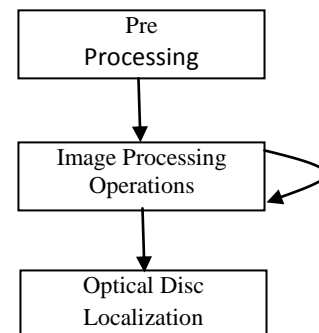 Pre
Processing
Image Processing
Operations
Optical Disc
Localization